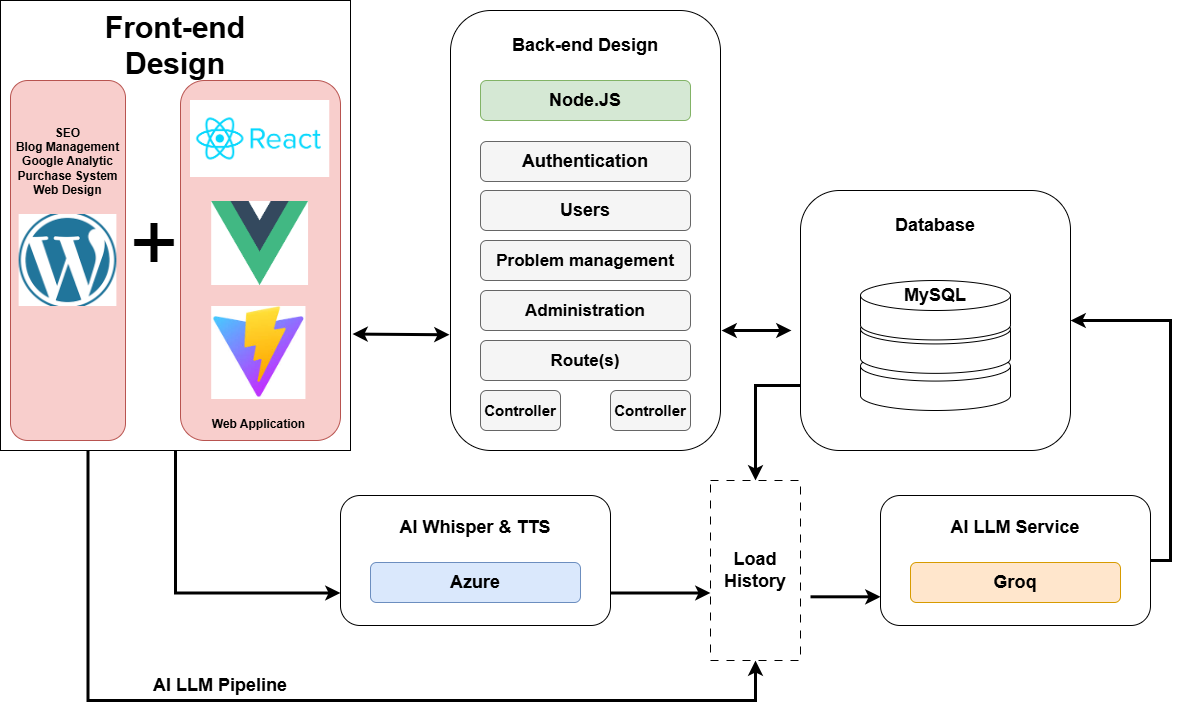 Front-end
Design
SEO
Blog Management
Google Analytic
Purchase System
Web Design
W
+
React
Web Application
Back-end Design
Node.JS
Authentication
Users
Problem management
Administration
Route(s)
Controller
Controller
Database
MySQL
AI Whisper & TTS
Azure
Load
History
AI LLM Service
Groq
AI LLM Pipeline